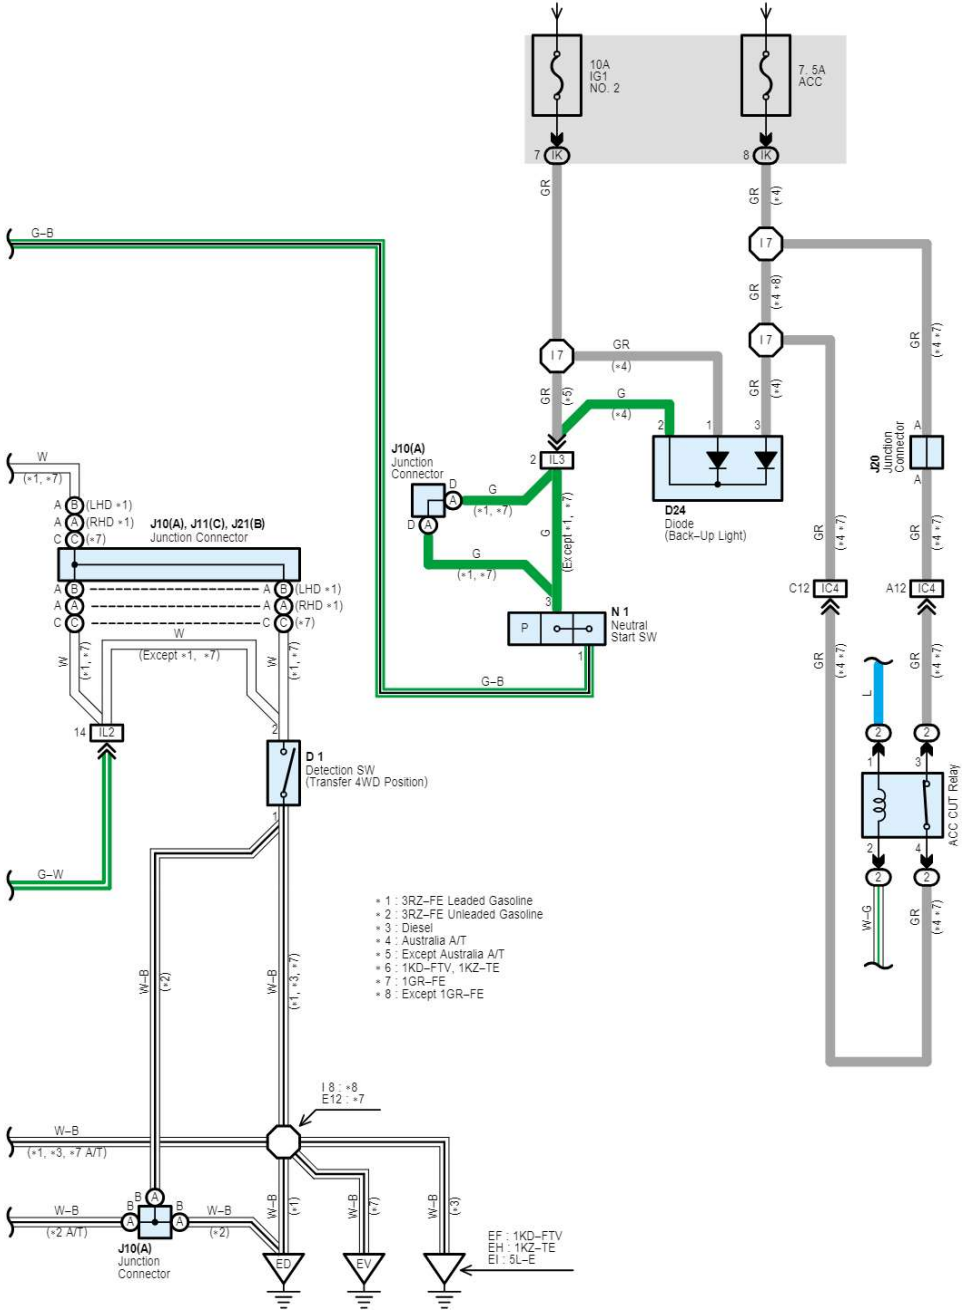 10A
IG1
NO. 2
7. 5A
ACC
7 IK
8 IK
GR
GR
(*4)
G–B
I 7
GR
(*4 *8)
I 7
GR
(*4 *7)
I 7
GR
(*4)
GR
(*5)
G
(*4)
GR
(*4)
2
1
3
A
J20
Junction
Connector
A
J10(A)
Junction
Connector
2 IL3
D
A
G
(*1, *7)
D A
G
(*1, *7)
G
(Except *1, *7)
D24
Diode
(Back–Up Light)
W
(*1, *7)
A B (LHD *1)
A A (RHD *1)
C C (*7)
J10(A), J11(C), J21(B)
Junction Connector
A B A B (LHD *1)
A A A A (RHD *1)
C C C C (*7)
GR
(*4 *7)
GR
(*4 *7)
C12 IC4
A12 IC4
3
P
1
N 1
Neutral
Start SW
W
(*1, *7)
W
(Except *1, *7)
W
(*1, *7)
GR
(*4 *7)
GR
(*4 *7)
G–B
L
14 IL2
2
2
2
1
3
D 1
Detection SW
(Transfer 4WD Position)
1
ACC CUT Relay
2
4
2
2
G–W
W–G
GR
(*4 *7)
* 1 : 3RZ–FE Leaded Gasoline
* 2 : 3RZ–FE Unleaded Gasoline
* 3 : Diesel
* 4 : Australia A/T
* 5 : Except Australia A/T
* 6 : 1KD–FTV, 1KZ–TE
* 7 : 1GR–FE
* 8 : Except 1GR–FE
W–B
(*2)
W–B
(*1, *3, *7)
I 8 : *8
E12 : *7
W–B
(*1, *3, *7 A/T)
W–B
(*2 A/T)
B A
B
A
B
A
W–B
(*2)
W–B
(*1)
W–B
(*7)
W–B
(*3)
J10(A)
Junction
Connector
ED
EV
EF : 1KD–FTV
EH : 1KZ–TE
EI : 5L–E